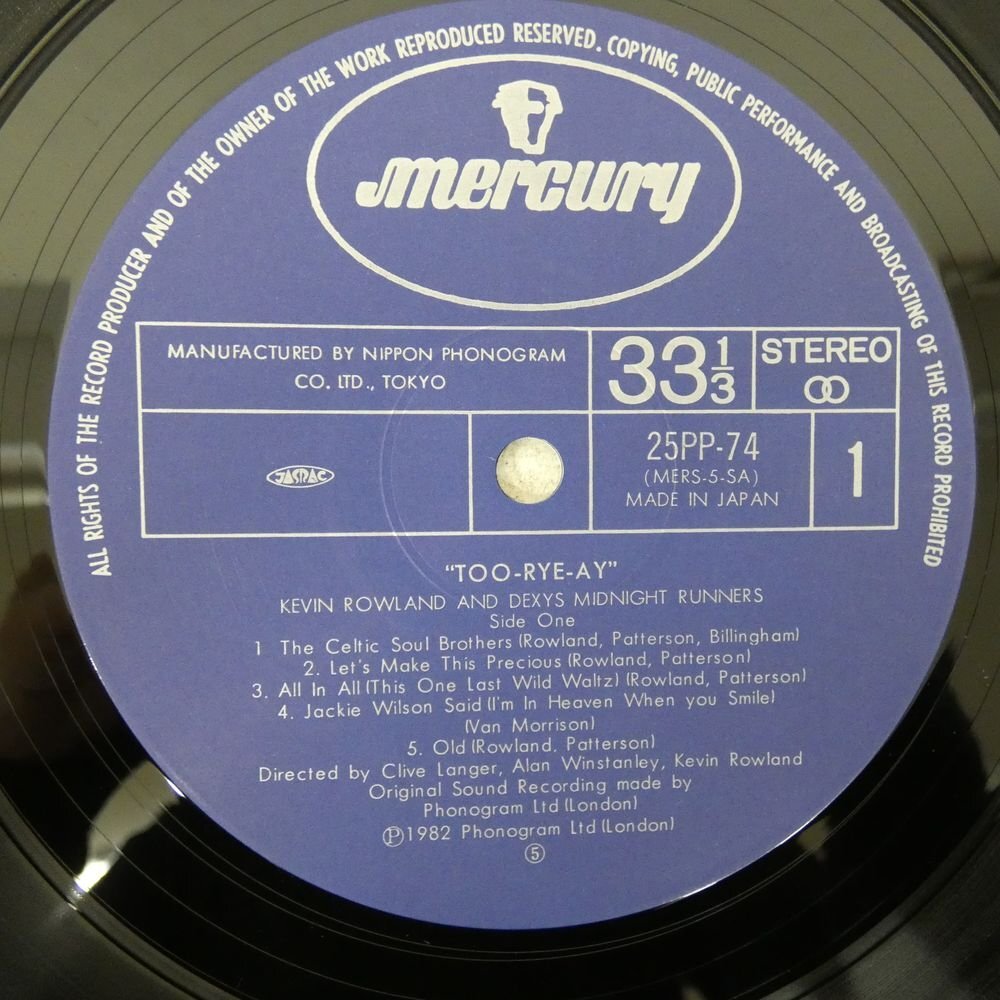 ALL RIGHTS OF THE RECORD PRODUCER AND OF THE OWNER OF THE WORK REPRODUCED RESERVED. COPYING, PUBLIC PERFORMANCE AND BROADCASTING OF THIS RECORD PROHIBITED
mercury
MANUFACTURED BY NIPPON PHONOGRAM
CO. LTD., TOKYO
33 1/3
STEREO
JASRAC
25PP-74
(MERS-5-SA)
MADE IN JAPAN
1
"TOO-RYE-AY"
KEVIN ROWLAND AND DEXYS MIDNIGHT RUNNERS
Side One
1 The Celtic Soul Brothers (Rowland, Patterson, Billingham)
2. Let's Make This Precious (Rowland, Patterson)
3. All In All (This One Last Wild Waltz) (Rowland, Patterson)
4. Jackie Wilson Said (I'm In Heaven When you Smile)
(Van Morrison)
5. Old (Rowland. Patterson)
Directed by Clive Langer, Alan Winstanley, Kevin Rowland
Original Sound Recording made by
Phonogram Ltd (London)
Ⓟ1982 Phonogram Ltd (London)
⑤